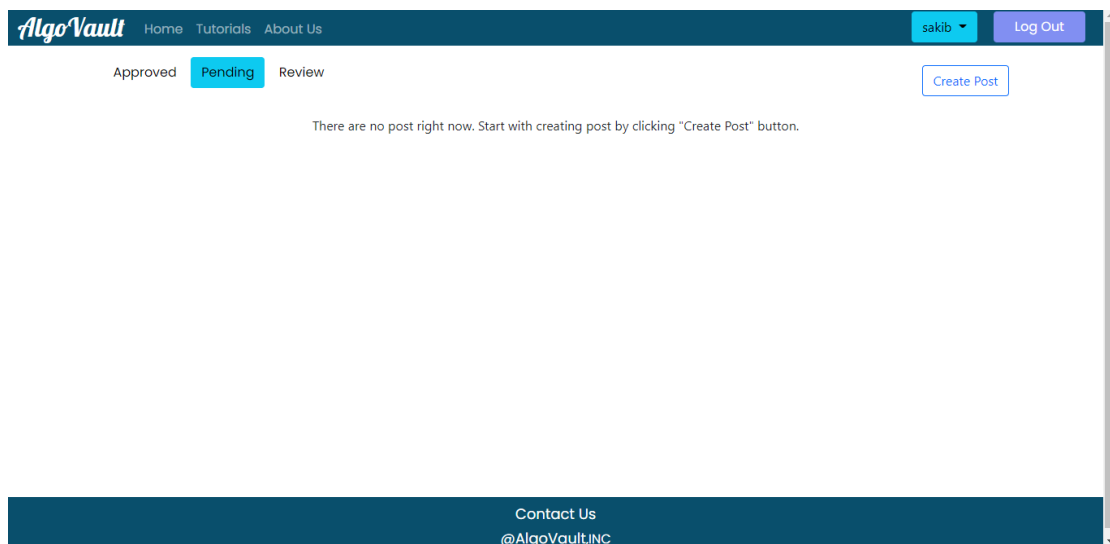 AlgoVault Home Tutorials About Us sakib Log Out
Approved Pending Review Create Post
There are no post right now. Start with creating post by clicking "Create Post" button.
Contact Us
@AlgoVault.INC